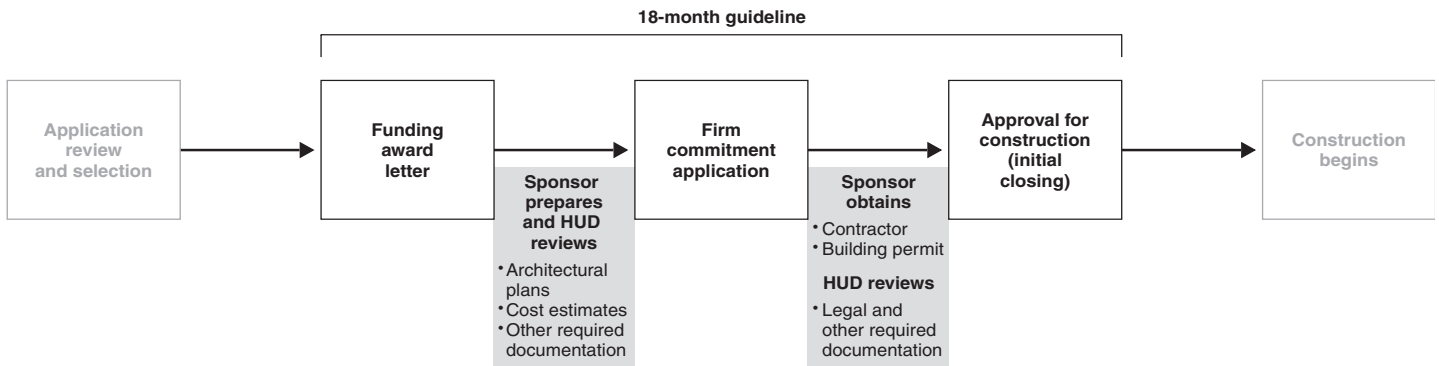 18-month guideline
Application
review
and selection
Funding
award
letter
Sponsor
prepares
and HUD
reviews
• Architectural
plans
• Cost estimates
• Other required
documentation
Firm
commitment
application
Sponsor
obtains
• Contractor
• Building permit
HUD reviews
• Legal and
other required
documentation
Approval for
construction
(initial
closing)
Construction
begins